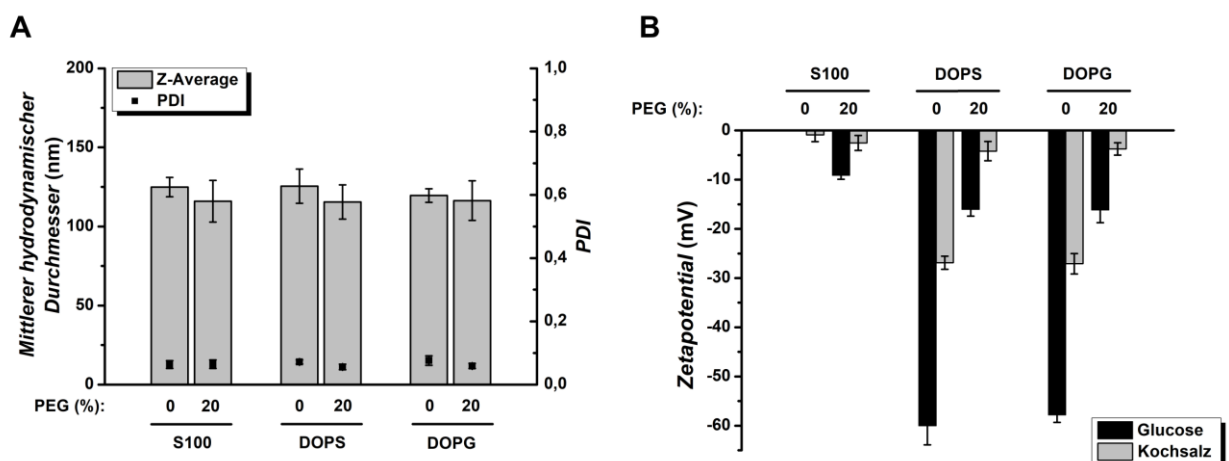 A
Mittlerer hydrodynamischer
Durchmesser (nm)
200
150
100
50
0
Z-Average
PDI
1,0
0,8
0,6
0,4
0,2
0,0
PDI
PEG (%): 0 20 0 20 0 20
S100 DOPS DOPG
B
S100 DOPS DOPG
PEG (%): 0 20 0 20 0 20
Zetapotential (mV)
0
-10
-20
-30
-40
-50
-60
Glucose
Kochsalz